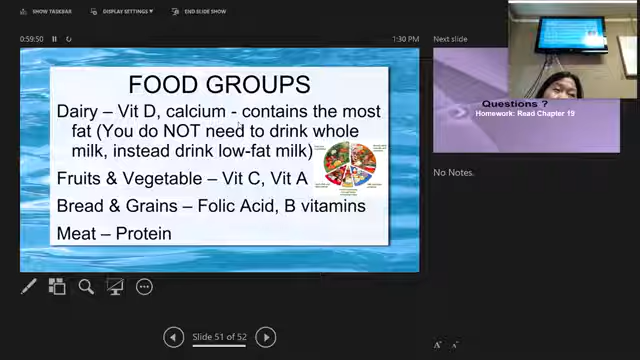 SHOW TASKBAR
DISPLAY SETTINGS ▾
END SLIDE SHOW
0:59:50
1:30 PM
FOOD GROUPS
Dairy – Vit D, calcium - contains the most
fat (You do NOT need to drink whole
milk, instead drink low-fat milk)
Fruits & Vegetable – Vit C, Vit A
Bread & Grains – Folic Acid, B vitamins
Meat – Protein
Slide 51 of 52
Next slide
Questions ?
Homework: Read Chapter 19
No Notes.
A A